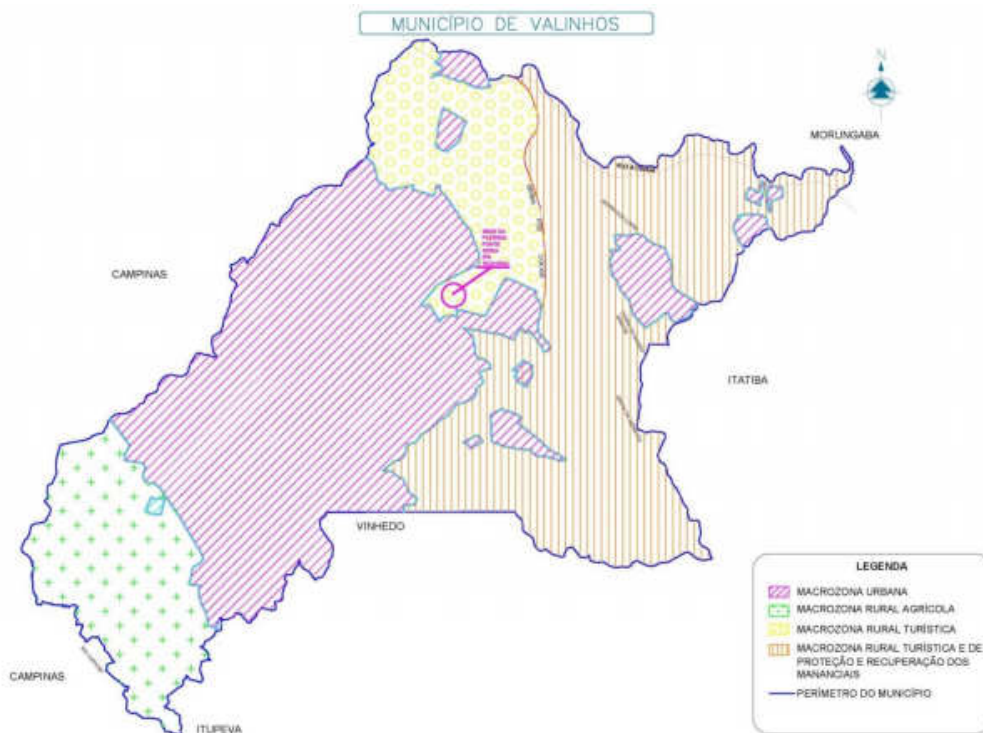 MUNICÍPIO DE VALINHOS
N
MORUNGABA
CAMPINAS
ITATIBA
VINHEDO
CAMPINAS
ITUPEVA
LEGENDA
MACROZONA URBANA
MACROZONA RURAL AGRÍCOLA
MACROZONA RURAL TURÍSTICA
MACROZONA RURAL TURÍSTICA E DE
PROTEÇÃO E RECUPERAÇÃO DOS
MANANCIAIS
PERÍMETRO DO MUNICÍPIO